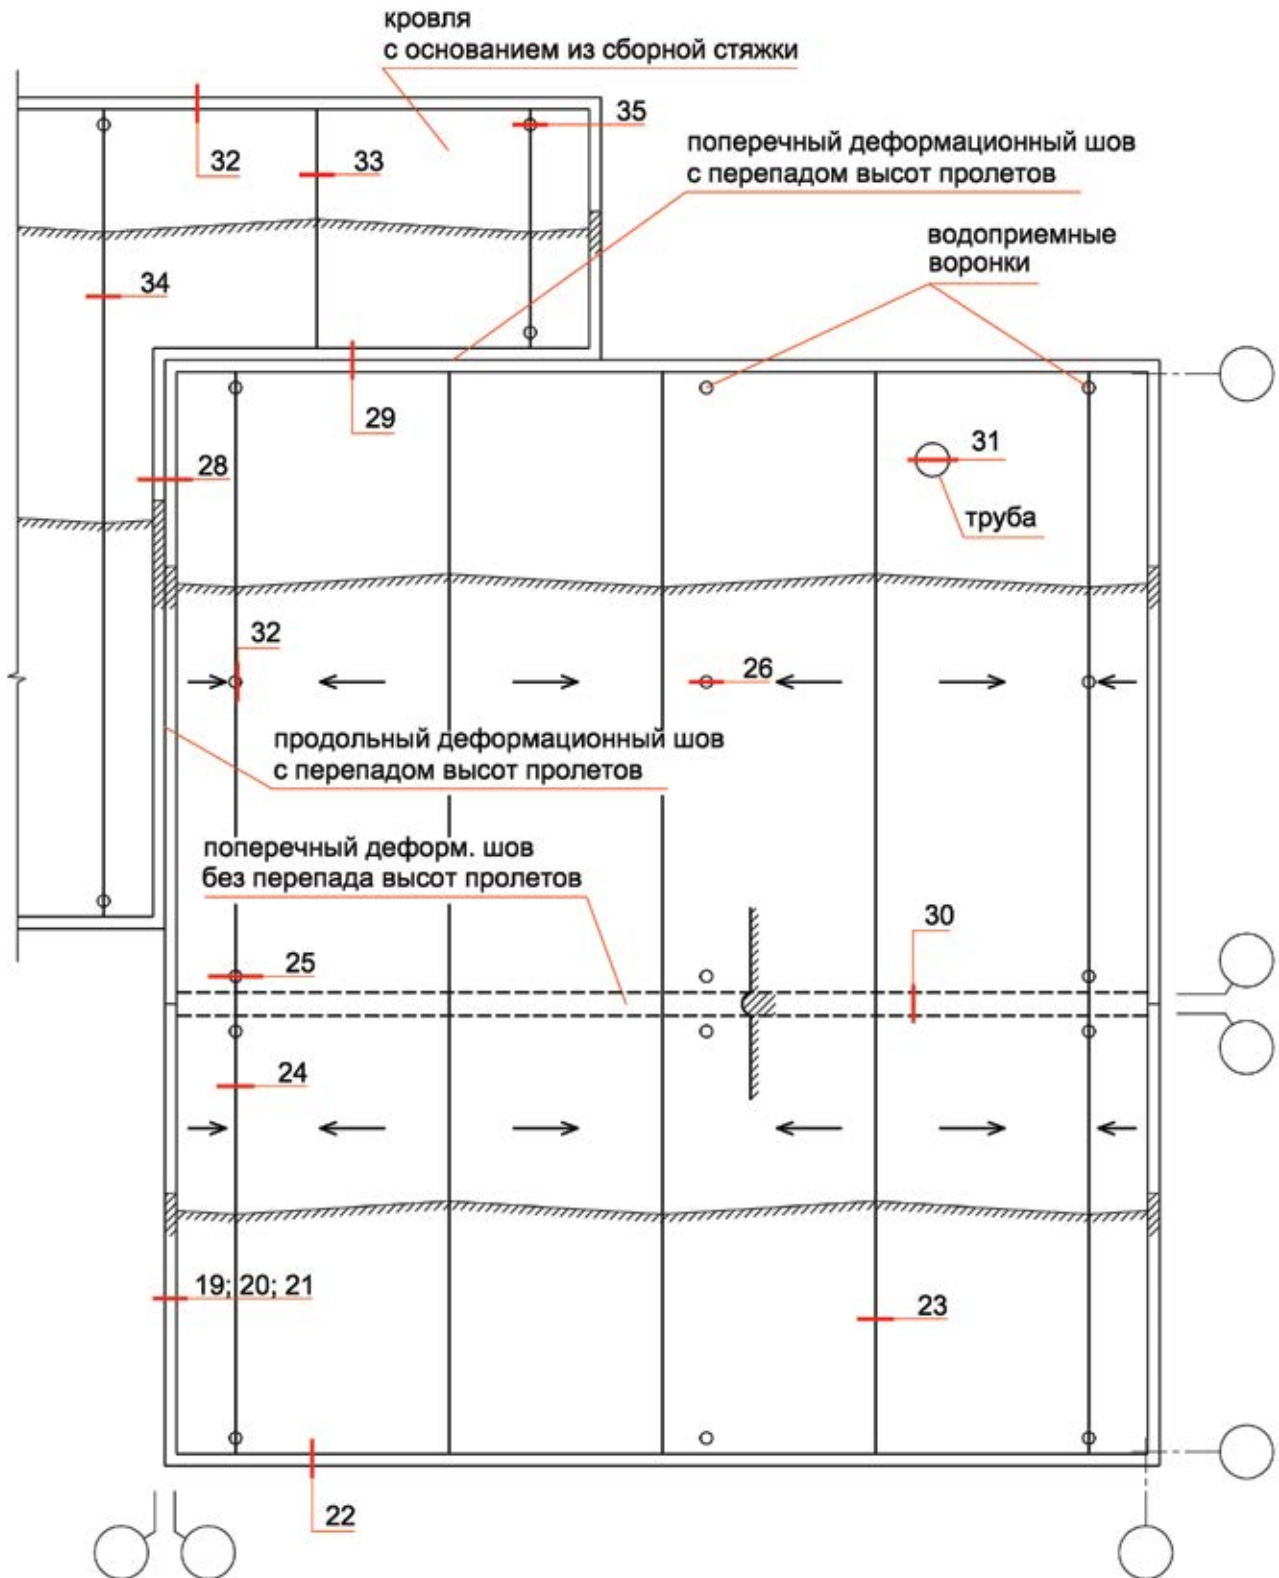 кровля
с основанием из сборной стяжки
35
32
33
поперечный деформационный шов
с перепадом высот пролетов
водоприемные
воронки
34
29
31
28
труба
32
26
продольный деформационный шов
с перепадом высот пролетов
поперечный деформ. шов
без перепада высот пролетов
30
25
24
19; 20; 21
23
22